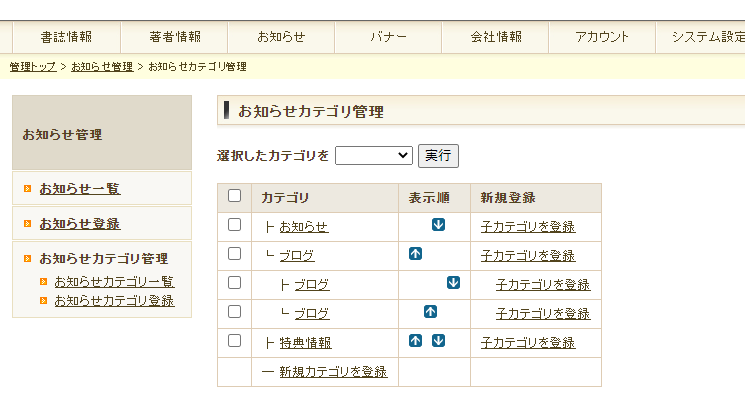 書誌情報 著者情報 お知らせ バナー 会社情報 アカウント システム設定
管理トップ > お知らせ管理 > お知らせカテゴリ管理
お知らせ管理
お知らせ一覧
お知らせ登録
お知らせカテゴリ管理
お知らせカテゴリ一覧
お知らせカテゴリ登録
お知らせカテゴリ管理
選択したカテゴリを 実行
カテゴリ 表示順 新規登録
├ お知らせ 子カテゴリを登録
└ ブログ 子カテゴリを登録
├ ブログ 子カテゴリを登録
└ ブログ 子カテゴリを登録
├ 特典情報 子カテゴリを登録
─ 新規カテゴリを登録